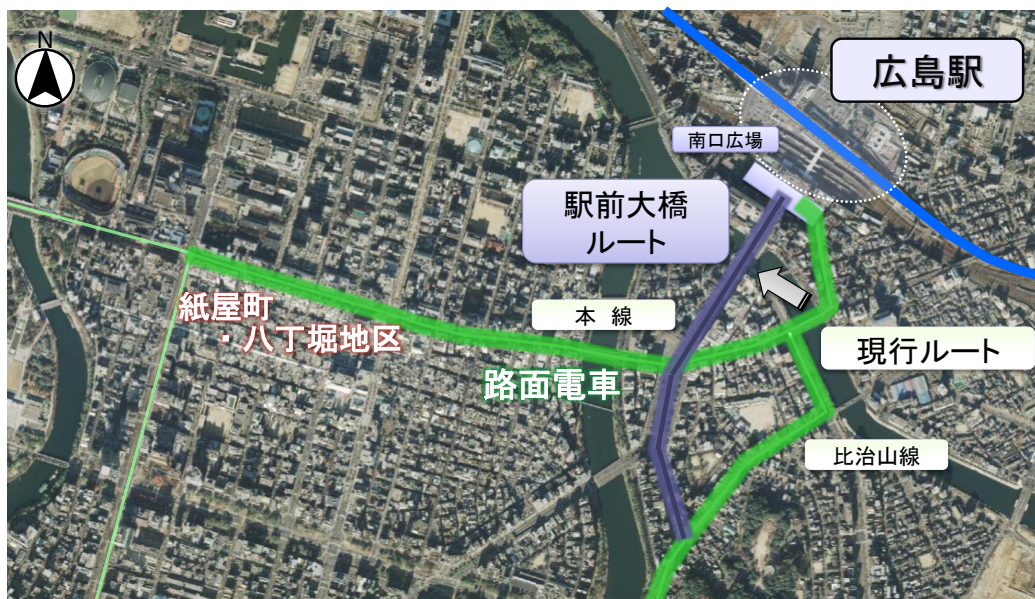 N
広島駅
南口広場
駅前大橋
ルート
紙屋町
・八丁堀地区
本 線
現行ルート
路面電車
比治山線